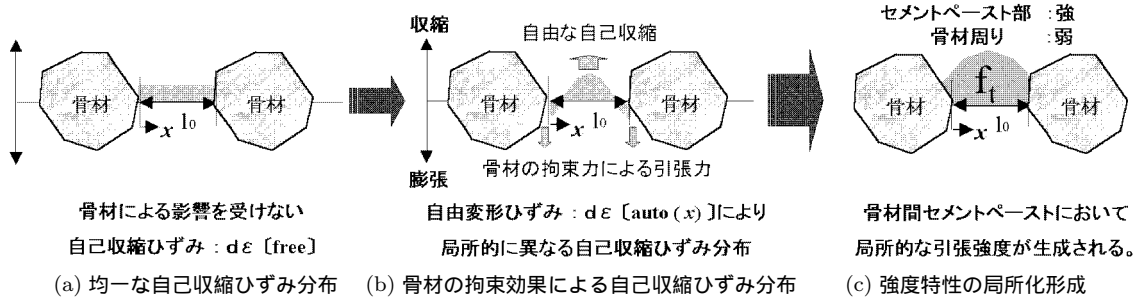 骨材
骨材
x l₀
骨材による影響を受けない
自己収縮ひずみ:dε〔free〕
(a) 均一な自己収縮ひずみ分布
収縮
自由な自己収縮
骨材
骨材
x l₀
骨材の拘束力による引張力
膨張
自由変形ひずみ:dε〔auto(x)〕により
局所的に異なる自己収縮ひずみ分布
(b) 骨材の拘束効果による自己収縮ひずみ分布
セメントペースト部 :強
骨材周り :弱
骨材
fₜ
骨材
x l₀
骨材間セメントペーストにおいて
局所的な引張強度が生成される。
(c) 強度特性の局所化形成